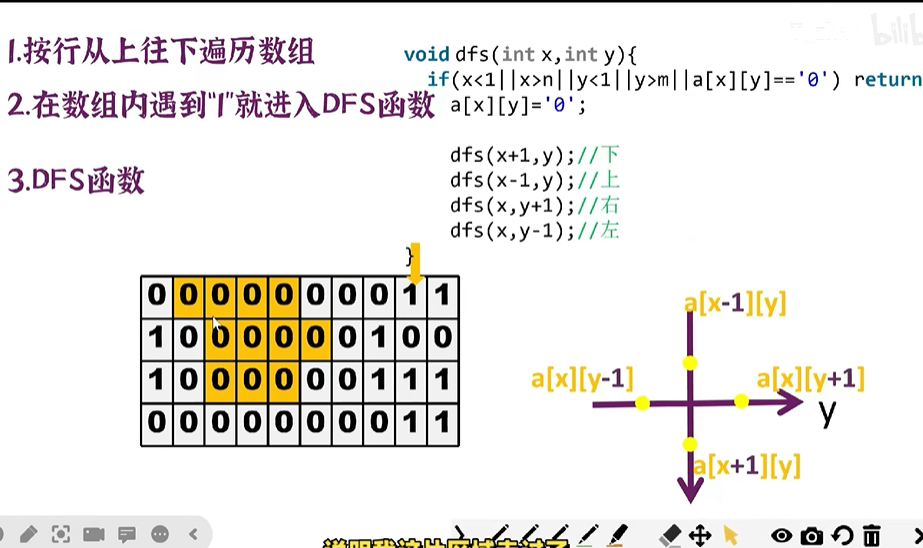 1.按行从上往下遍历数组
2.在数组内遇到“1”就进入DFS函数
3.DFS函数
void dfs(int x,int y){
if(x<1||x>n||y<1||y>m||a[x][y]=='0') return
a[x][y]='0';
dfs(x+1,y);//下
dfs(x-1,y);//上
dfs(x,y+1);//右
dfs(x,y-1);//左
}
0 0 0 0 0 0 0 0 1 1
1 0 0 0 0 0 0 1 0 0
1 0 0 0 0 0 0 1 1 1
0 0 0 0 0 0 0 0 1 1
a[x-1][y]
a[x][y-1]
a[x][y+1]
y
a[x+1][y]